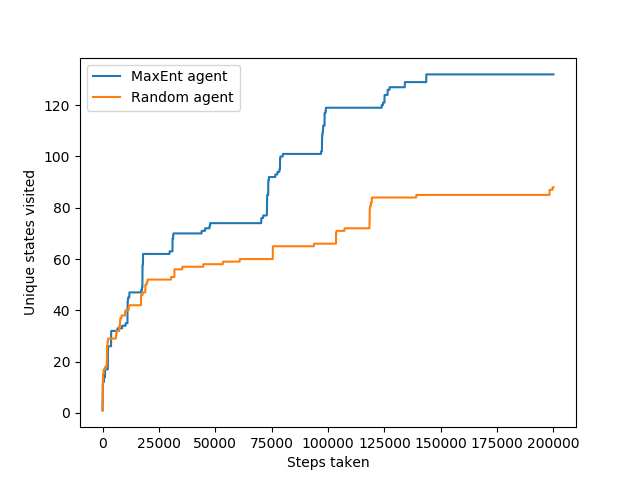 MaxEnt agent
Random agent
Unique states visited
120
100
80
60
40
20
0
0 25000 50000 75000 100000 125000 150000 175000 200000
Steps taken